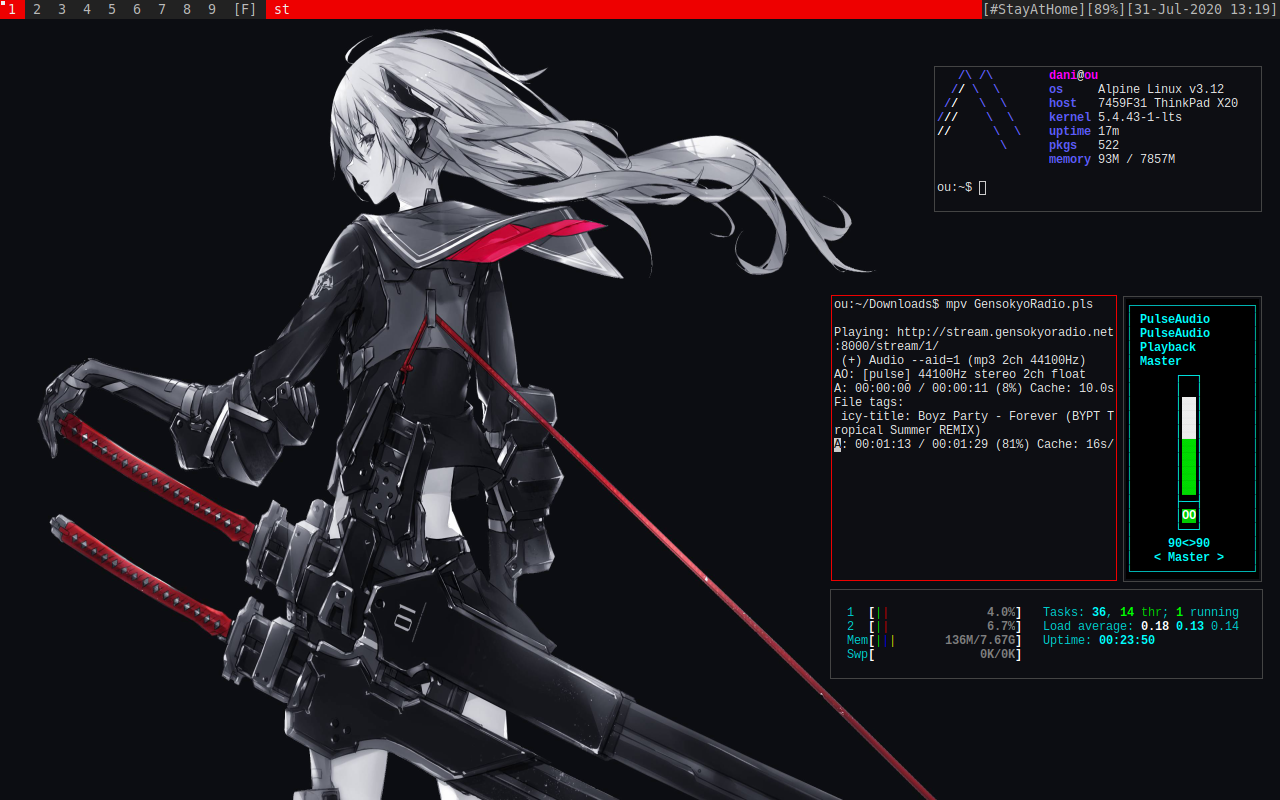 1 2 3 4 5 6 7 8 9 [F] st [#StayAtHome][89%][31-Jul-2020 13:19]
dani@ou
os Alpine Linux v3.12
host 7459F31 ThinkPad X20
kernel 5.4.43-1-lts
uptime 17m
pkgs 522
memory 93M / 7857M
ou:~$
ou:~/Downloads$ mpv GensokyoRadio.pls
Playing: http://stream.gensokyoradio.net
:8000/stream/1/
(+) Audio --aid=1 (mp3 2ch 44100Hz)
AO: [pulse] 44100Hz stereo 2ch float
A: 00:00:00 / 00:00:11 (8%) Cache: 10.0s
File tags:
icy-title: Boyz Party - Forever (BYPT T
ropical Summer REMIX)
A: 00:01:13 / 00:01:29 (81%) Cache: 16s/
PulseAudio
PulseAudio
Playback
Master
OO
90<>90
< Master >
1 [|| 4.0%]
2 [|| 6.7%]
Mem[||| 136M/7.67G]
Swp[ 0K/0K]
Tasks: 36, 14 thr; 1 running
Load average: 0.18 0.13 0.14
Uptime: 00:23:50
01